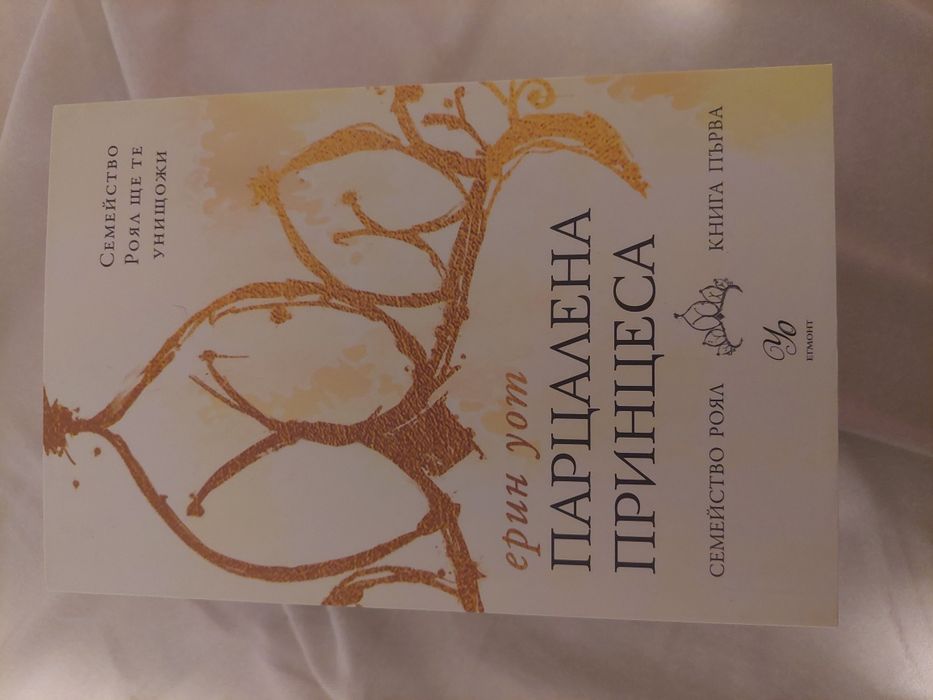 СЕМЕЙСТВО
РОЯЛ ЩЕ ТЕ
УНИЩОЖИ
ерин уот
ПАРЦАЛЕНА
ПРИНЦЕСА
СЕМЕЙСТВО РОЯЛ КНИГА ПЪРВА
ЕГМОНТ